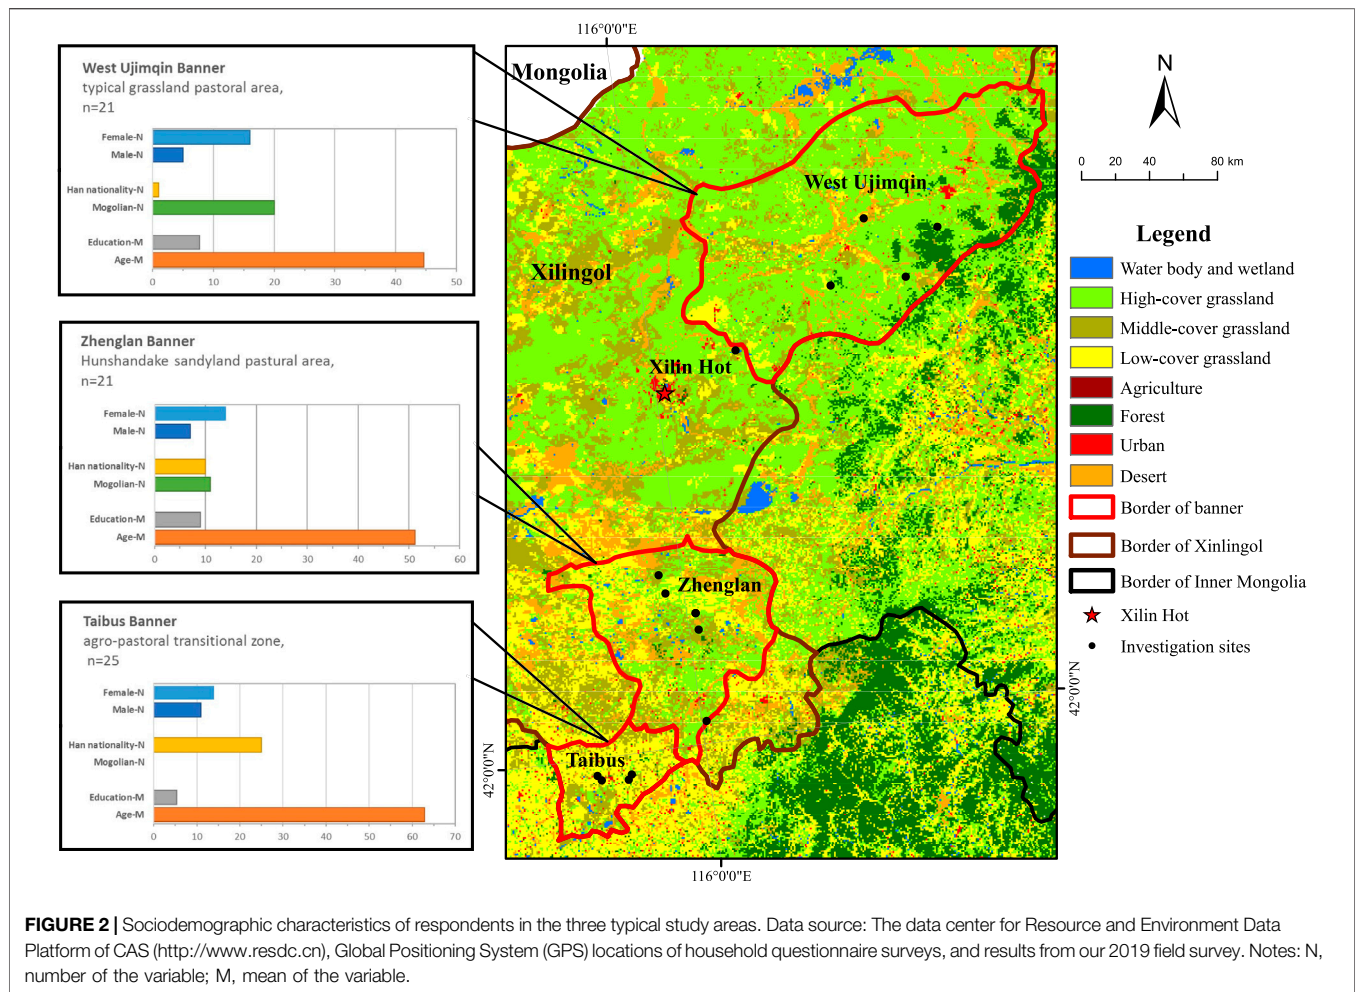 116°0'0"E
West Ujimqin Banner
typical grassland pastoral area,
n=21
Female-N
Male-N
Han nationality-N
Mogolian-N
Education-M
Age-M
0 10 20 30 40 50
Zhenglan Banner
Hunshandake sandyland pastural area,
n=21
Female-N
Male-N
Han nationality-N
Mogolian-N
Education-M
Age-M
0 10 20 30 40 50 60
Taibus Banner
agro-pastoral transitional zone,
n=25
Female-N
Male-N
Han nationality-N
Mogolian-N
Education-M
Age-M
0 10 20 30 40 50 60 70
Mongolia
West Ujimqin
Xilingol
Xilin Hot
Zhenglan
Taibus
42°0'0"N
116°0'0"E
42°0'0"N
N
0 20 40 80 km
Legend
Water body and wetland
High-cover grassland
Middle-cover grassland
Low-cover grassland
Agriculture
Forest
Urban
Desert
Border of banner
Border of Xinlingol
Border of Inner Mongolia
Xilin Hot
Investigation sites
FIGURE 2 | Sociodemographic characteristics of respondents in the three typical study areas. Data source: The data center for Resource and Environment Data
Platform of CAS (http://www.resdc.cn), Global Positioning System (GPS) locations of household questionnaire surveys, and results from our 2019 field survey. Notes: N,
number of the variable; M, mean of the variable.